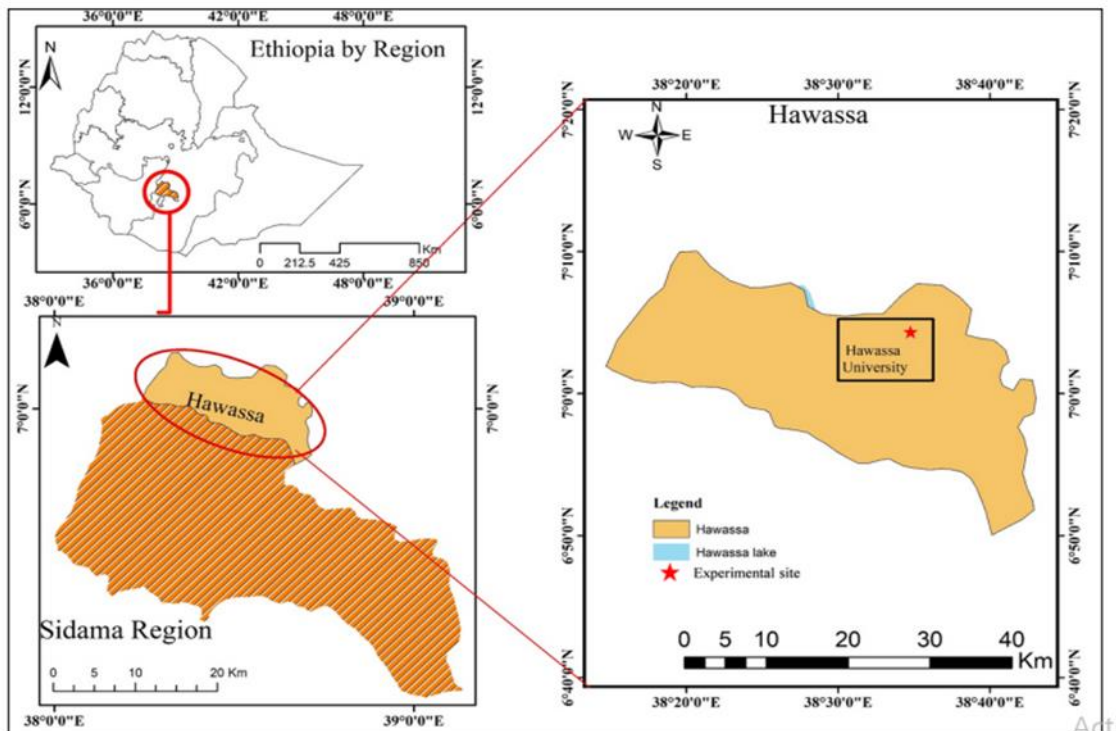 36°0'0"E 42°0'0"E 48°0'0"E
N
Ethiopia by Region
12°0'0"N
12°0'0"N
6°0'0"N
6°0'0"N
Km
0 212.5 425 850
36°0'0"E 42°0'0"E 48°0'0"E
38°0'0"E 39°0'0"E
N
Hawassa
7°0'0"N
7°0'0"N
Sidama Region
0 5 10 20 Km
38°0'0"E 39°0'0"E
38°20'0"E 38°30'0"E 38°40'0"E
Hawassa
N
W E
S
7°20'0"N
7°20'0"N
7°10'0"N
7°10'0"N
Hawassa
University
7°0'0"N
7°0'0"N
Legend
Hawassa
Hawassa lake
Experimental site
6°50'0"N
6°50'0"N
0 5 10 20 30 40
Km
6°40'0"N
6°40'0"N
38°20'0"E 38°30'0"E 38°40'0"E